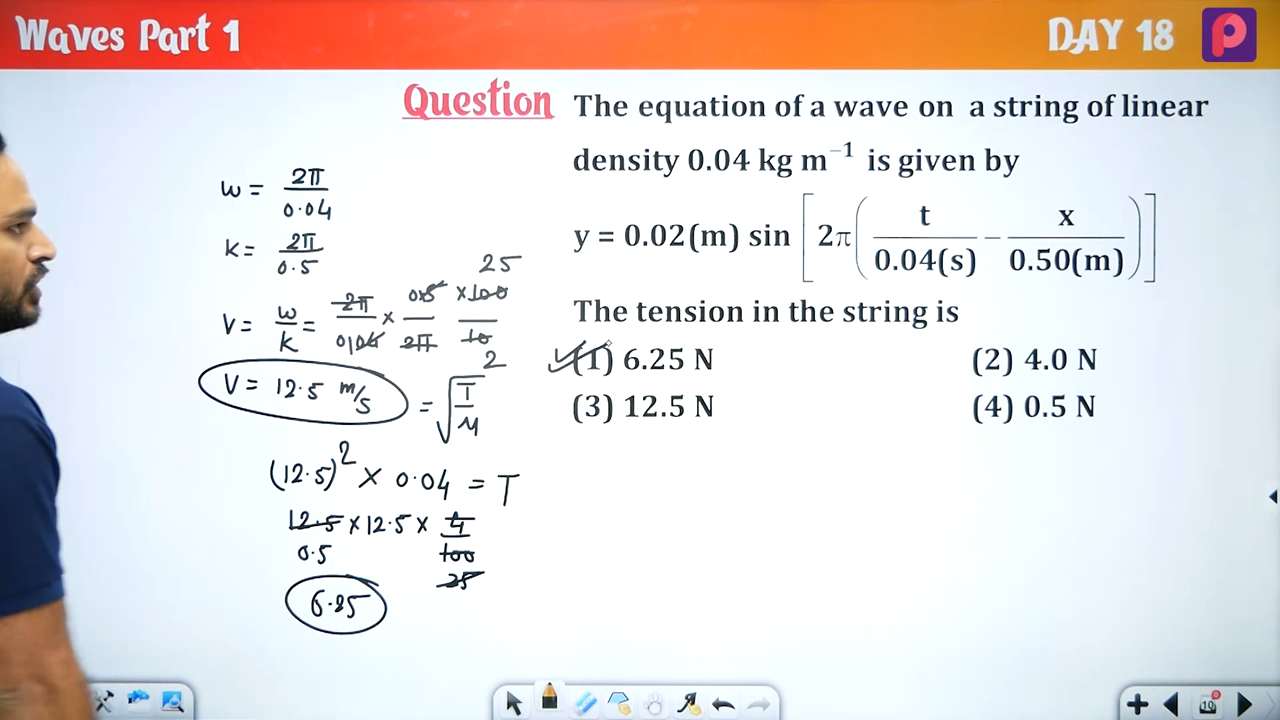 Waves Part 1
DAY 18
Question The equation of a wave on a string of linear
density 0.04 kg m⁻¹ is given by
y = 0.02(m) sin [2π(t/0.04(s) − x/0.50(m))]
The tension in the string is
(1) 6.25 N
(2) 4.0 N
(3) 12.5 N
(4) 0.5 N
w = 2π/0.04
k = 2π/0.5
V = w/k = 2π/0.04 × 0.5/2π × 100/10
25
2
V = 12.5 m/s = √T/μ
(12.5)² × 0.04 = T
12.5 × 12.5 × 4/100
0.5
25
6.25
10